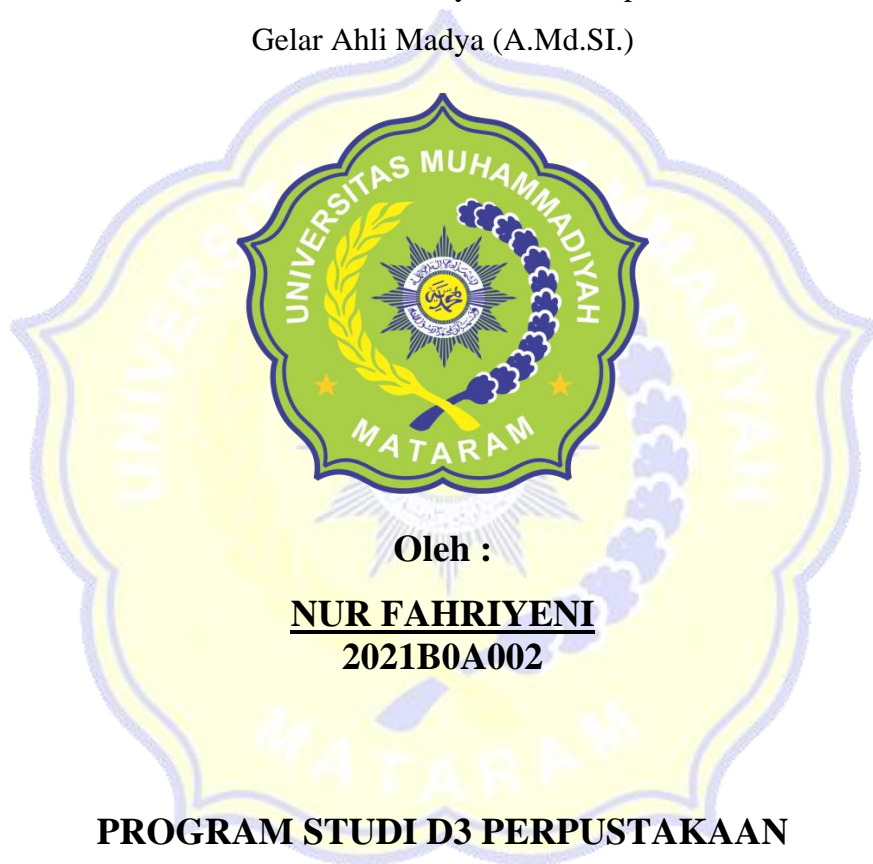 Gelar Ahli Madya (A.Md.SI.)
UNIVERSITAS MUHAMMADIYAH
MATARAM
Oleh :
NUR FAHRIYENI
2021B0A002
PROGRAM STUDI D3 PERPUSTAKAAN